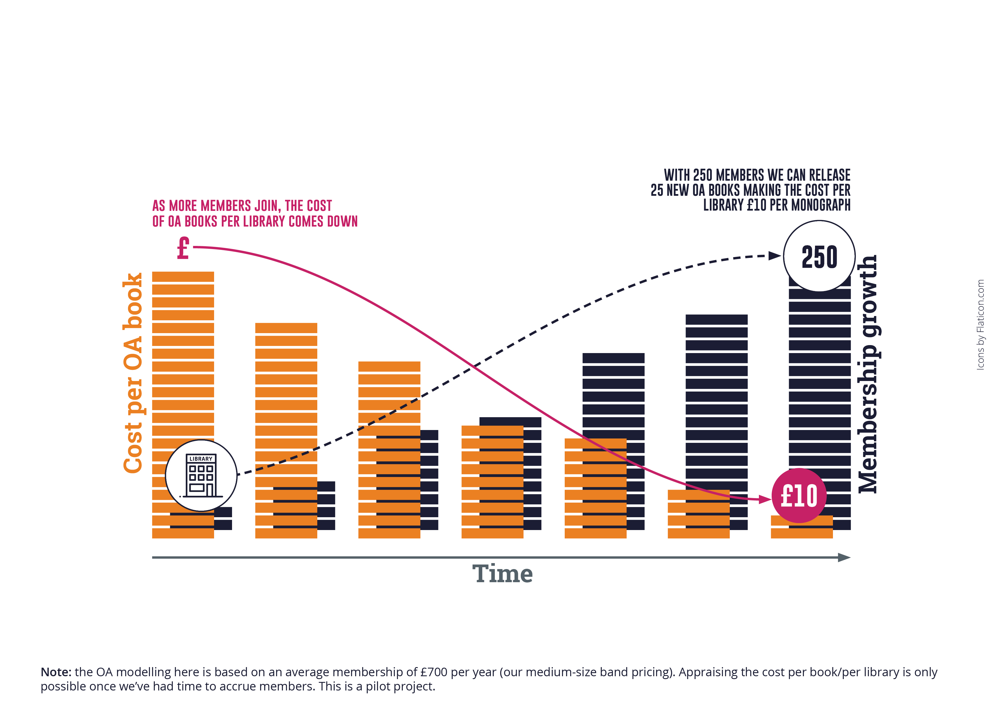 WITH 250 MEMBERS WE CAN RELEASE
25 NEW OA BOOKS MAKING THE COST PER
LIBRARY £10 PER MONOGRAPH
AS MORE MEMBERS JOIN, THE COST
OF OA BOOKS PER LIBRARY COMES DOWN
£
250
Cost per OA book
Membership growth
Icons by Flaticon.com
LIBRARY
£10
Time
Note: the OA modelling here is based on an average membership of £700 per year (our medium-size band pricing). Appraising the cost per book/per library is only
possible once we’ve had time to accrue members. This is a pilot project.